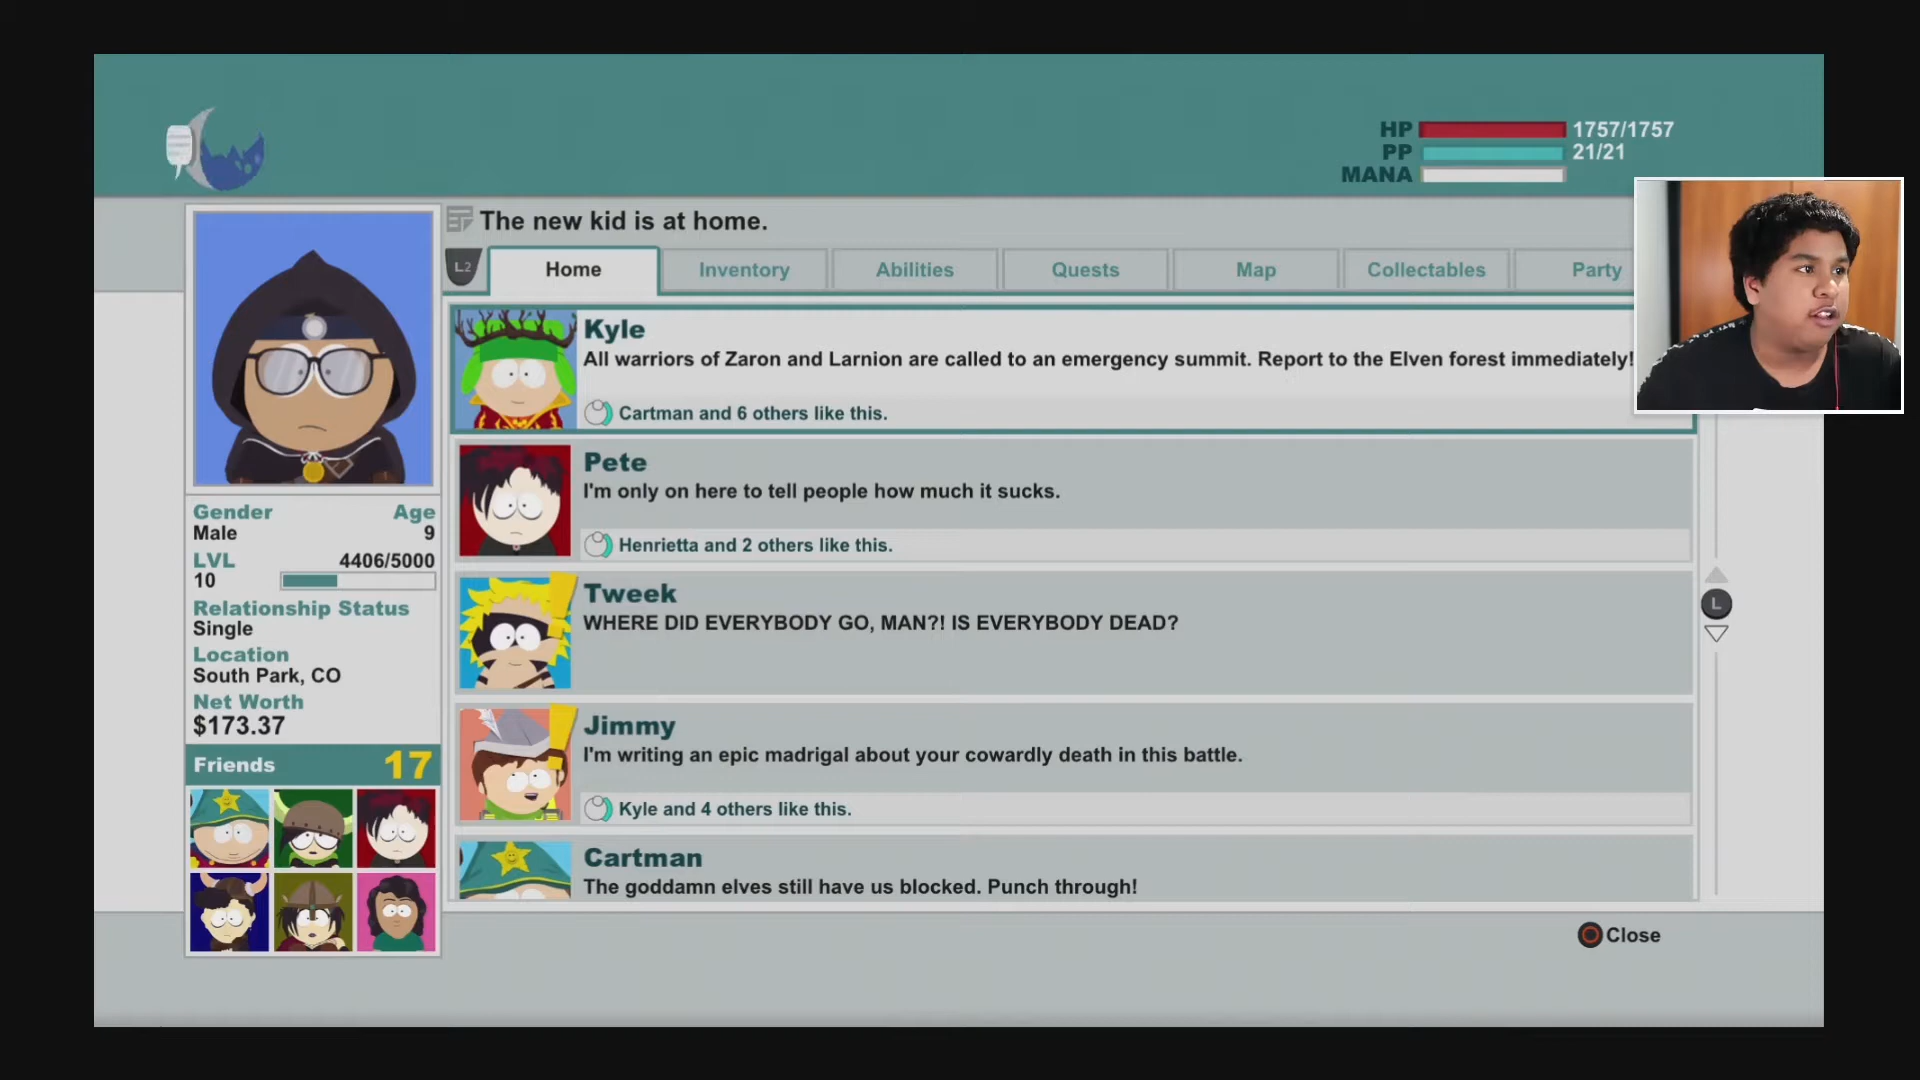 HP 1757/1757
PP 21/21
MANA
The new kid is at home.
L2 Home Inventory Abilities Quests Map Collectables Party
Kyle
All warriors of Zaron and Larnion are called to an emergency summit. Report to the Elven forest immediately!
Cartman and 6 others like this.
Pete
I'm only on here to tell people how much it sucks.
Henrietta and 2 others like this.
Tweek
WHERE DID EVERYBODY GO, MAN?! IS EVERYBODY DEAD?
L
Jimmy
I'm writing an epic madrigal about your cowardly death in this battle.
Kyle and 4 others like this.
Cartman
The goddamn elves still have us blocked. Punch through!
Gender Age
Male 9
LVL 4406/5000
10
Relationship Status
Single
Location
South Park, CO
Net Worth
$173.37
Friends 17
Close